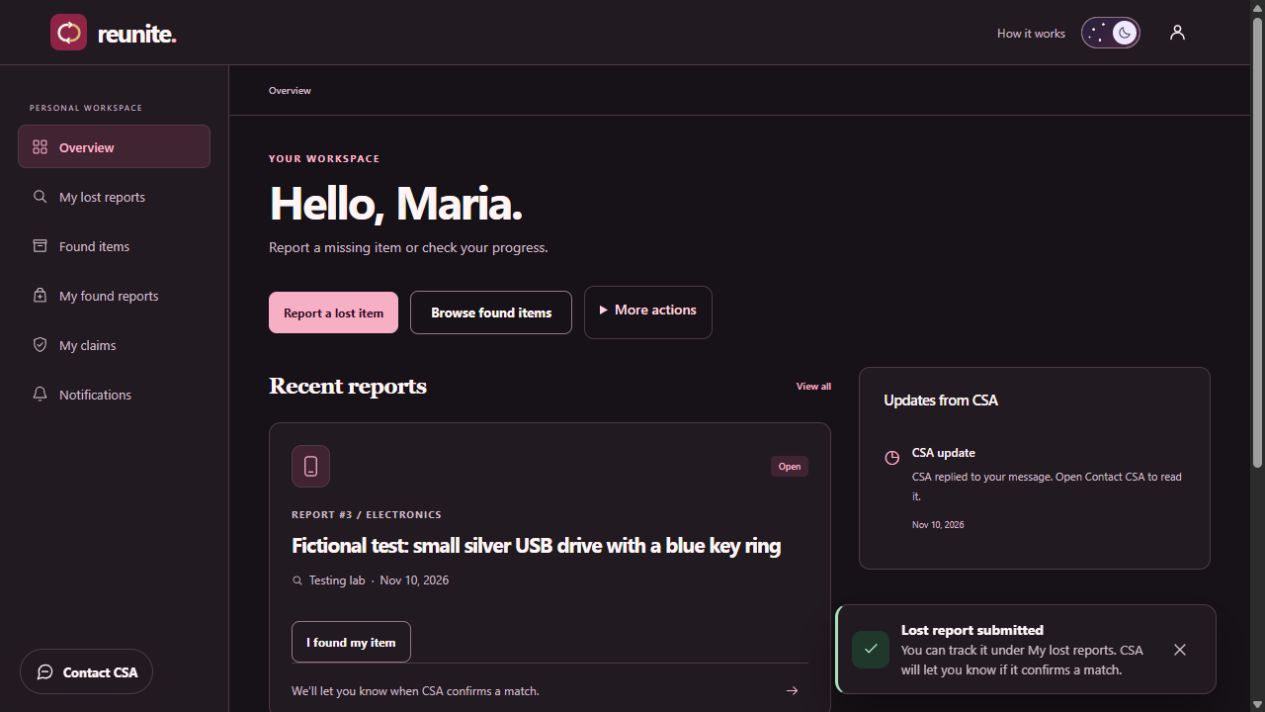 reunite.
How it works
PERSONAL WORKSPACE
Overview
My lost reports
Found items
My found reports
My claims
Notifications
Contact CSA
Overview
YOUR WORKSPACE
Hello, Maria.
Report a missing item or check your progress.
Report a lost item
Browse found items
More actions
Recent reports
View all
Open
REPORT #3 / ELECTRONICS
Fictional test: small silver USB drive with a blue key ring
Testing lab · Nov 10, 2026
I found my item
We'll let you know when CSA confirms a match.
Updates from CSA
CSA update
CSA replied to your message. Open Contact CSA to read
it.
Nov 10, 2026
Lost report submitted
You can track it under My lost reports. CSA
will let you know if it confirms a match.